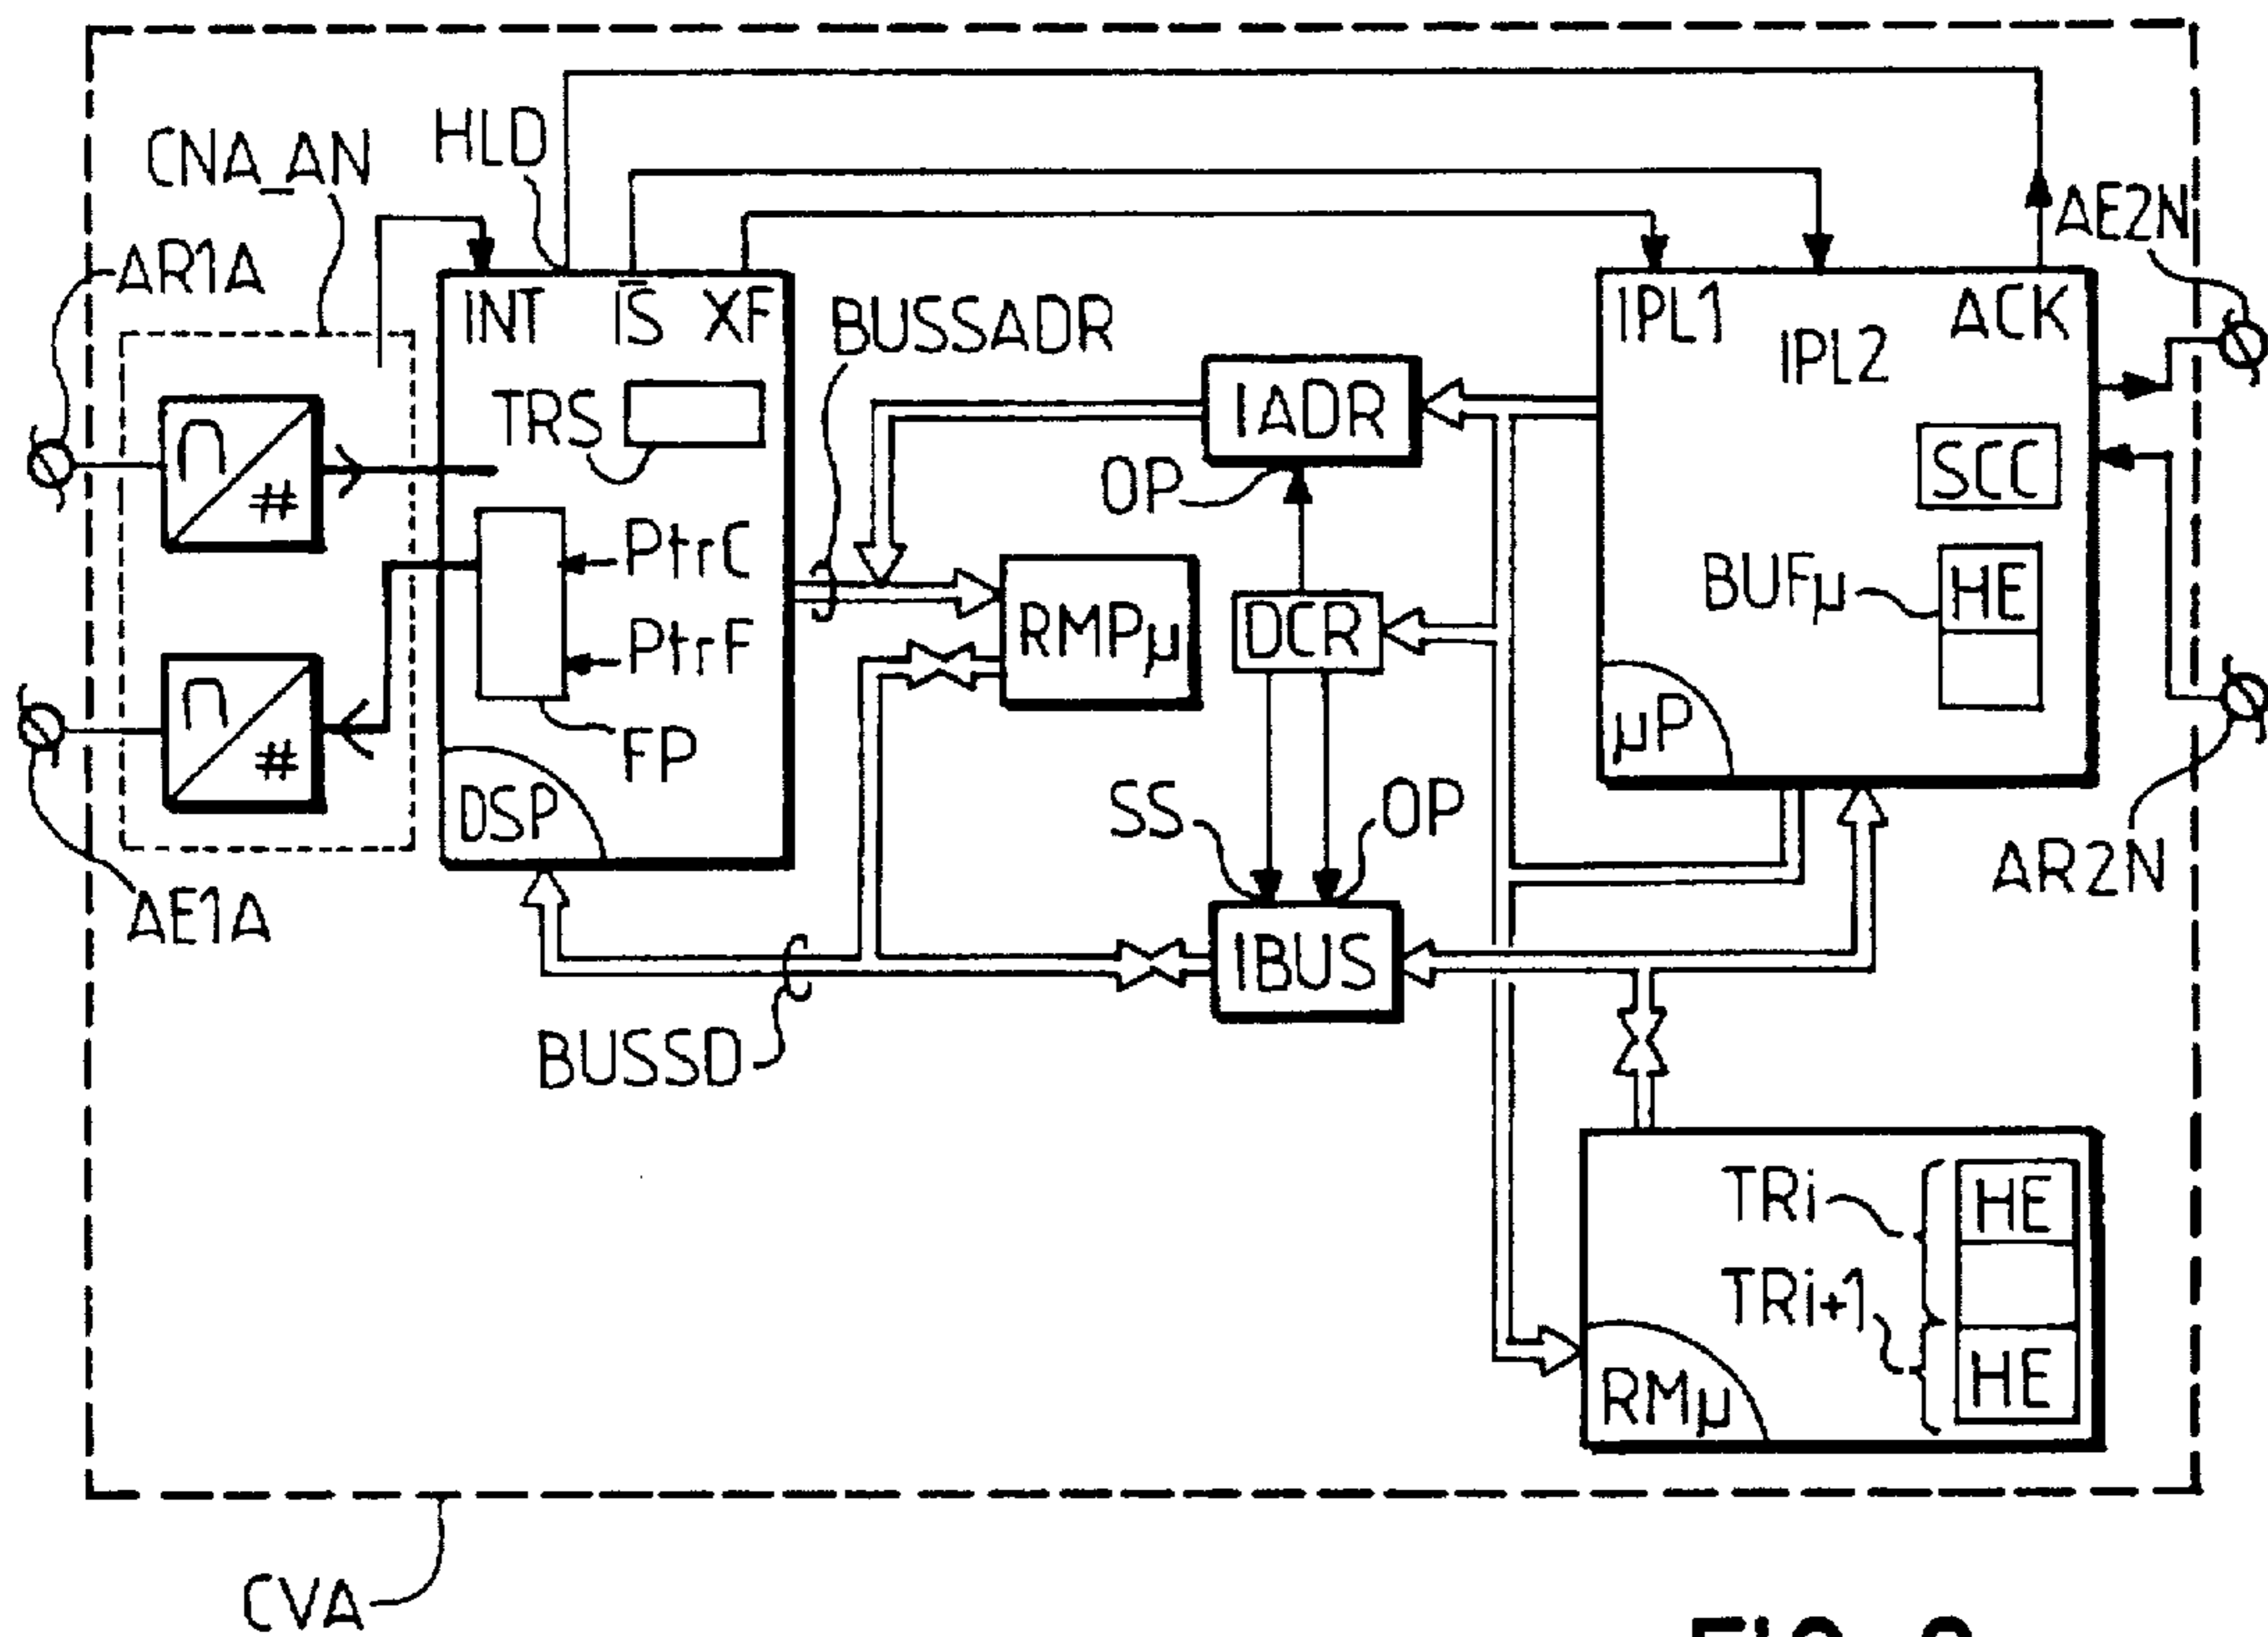 CNA_AN
HLD
AR1A
AE2N
INT
IS
XF
BUSSADR
IPL1
IPL2
ACK
TRS
IADR
OP
SCC
#
PtrC
PtrF
FP
RMPµ
DCR
BUFµ
HE
µP
#
DSP
SS
OP
AE1A
AR2N
IBUS
BUSSD
TRi
HE
TRi+1
HE
RMµ
CVA